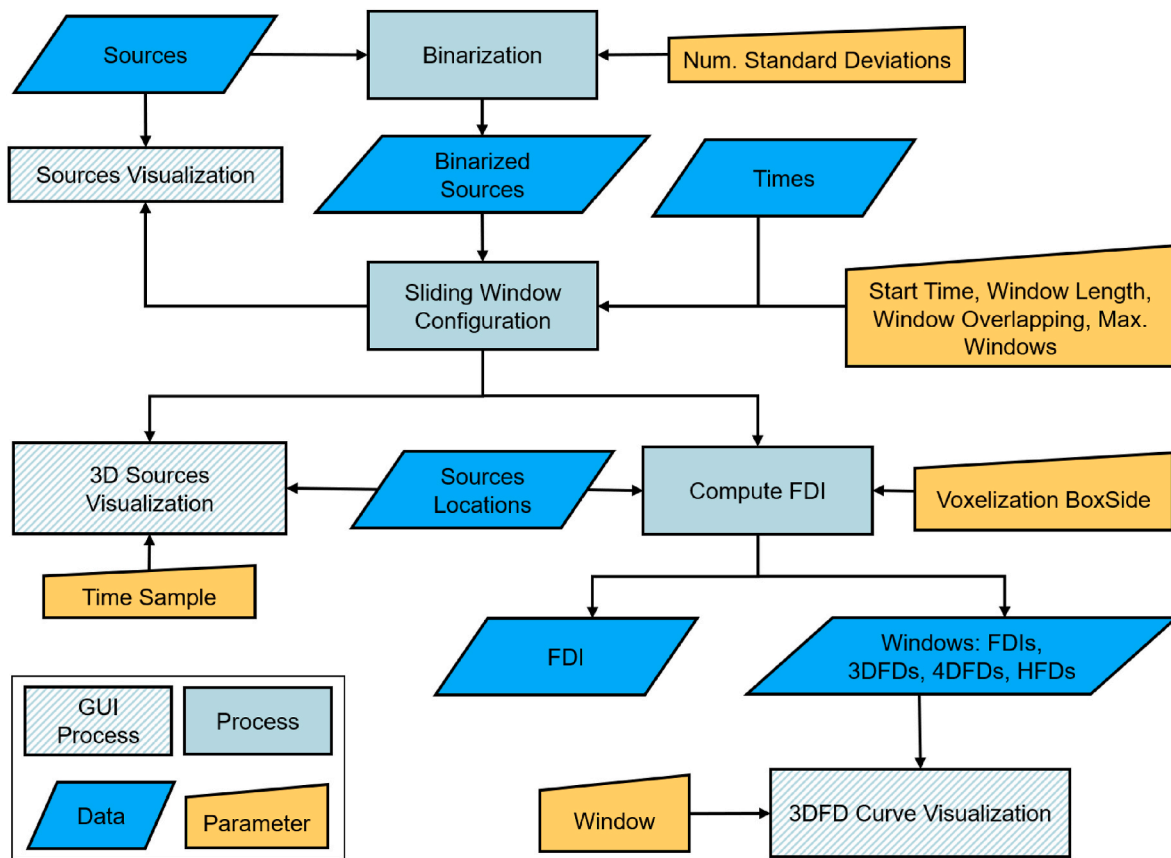 Sources
Binarization
Num. Standard Deviations
Sources Visualization
Binarized
Sources
Times
Sliding Window
Configuration
Start Time, Window Length,
Window Overlapping, Max.
Windows
3D Sources
Visualization
Sources
Locations
Compute FDI
Voxelization BoxSide
Time Sample
FDI
Windows: FDIs,
3DFDs, 4DFDs, HFDs
GUI
Process
Process
Data
Parameter
Window
3DFD Curve Visualization